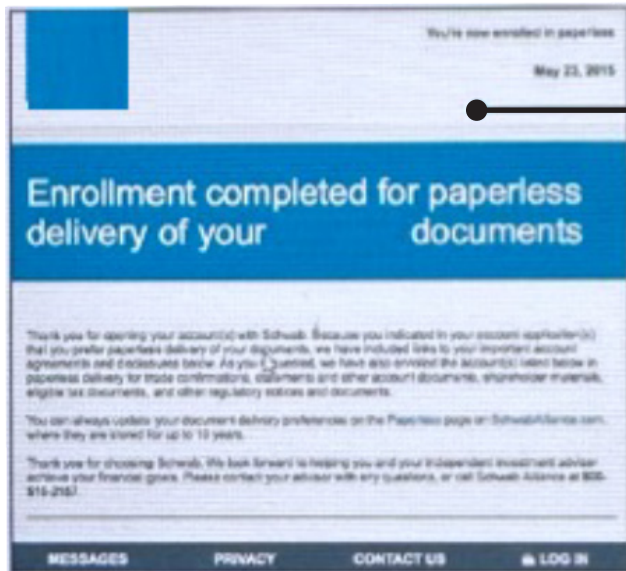 You're now enrolled in paperless
May 23, 2015
Enrollment completed for paperless
delivery of your documents
Thank you for opening your account(s) with Schwab. Because you indicated in your account application(s)
that you prefer paperless delivery of your documents, we have included links to your important account
agreements and disclosures below. As you requested, we have also enrolled the account(s) listed below in
paperless delivery for trade confirmations, statements and other account documents, shareholder materials,
eligible tax documents, and other regulatory notices and documents.
You can always update your document delivery preferences on the Paperless page on SchwabAlliance.com,
where they are stored for up to 10 years.
Thank you for choosing Schwab. We look forward to helping you and your independent investment advisor
achieve your financial goals. Please contact your advisor with any questions, or call Schwab Alliance at 800-
515-2157.
MESSAGES PRIVACY CONTACT US LOG IN